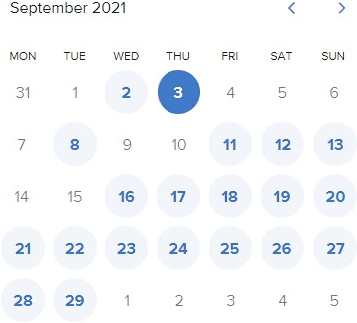 September 2021
MON TUE WED THU FRI SAT SUN
31 1 2 3 4 5 6
7 8 9 10 11 12 13
14 15 16 17 18 19 20
21 22 23 24 25 26 27
28 29 1 2 3 4 5